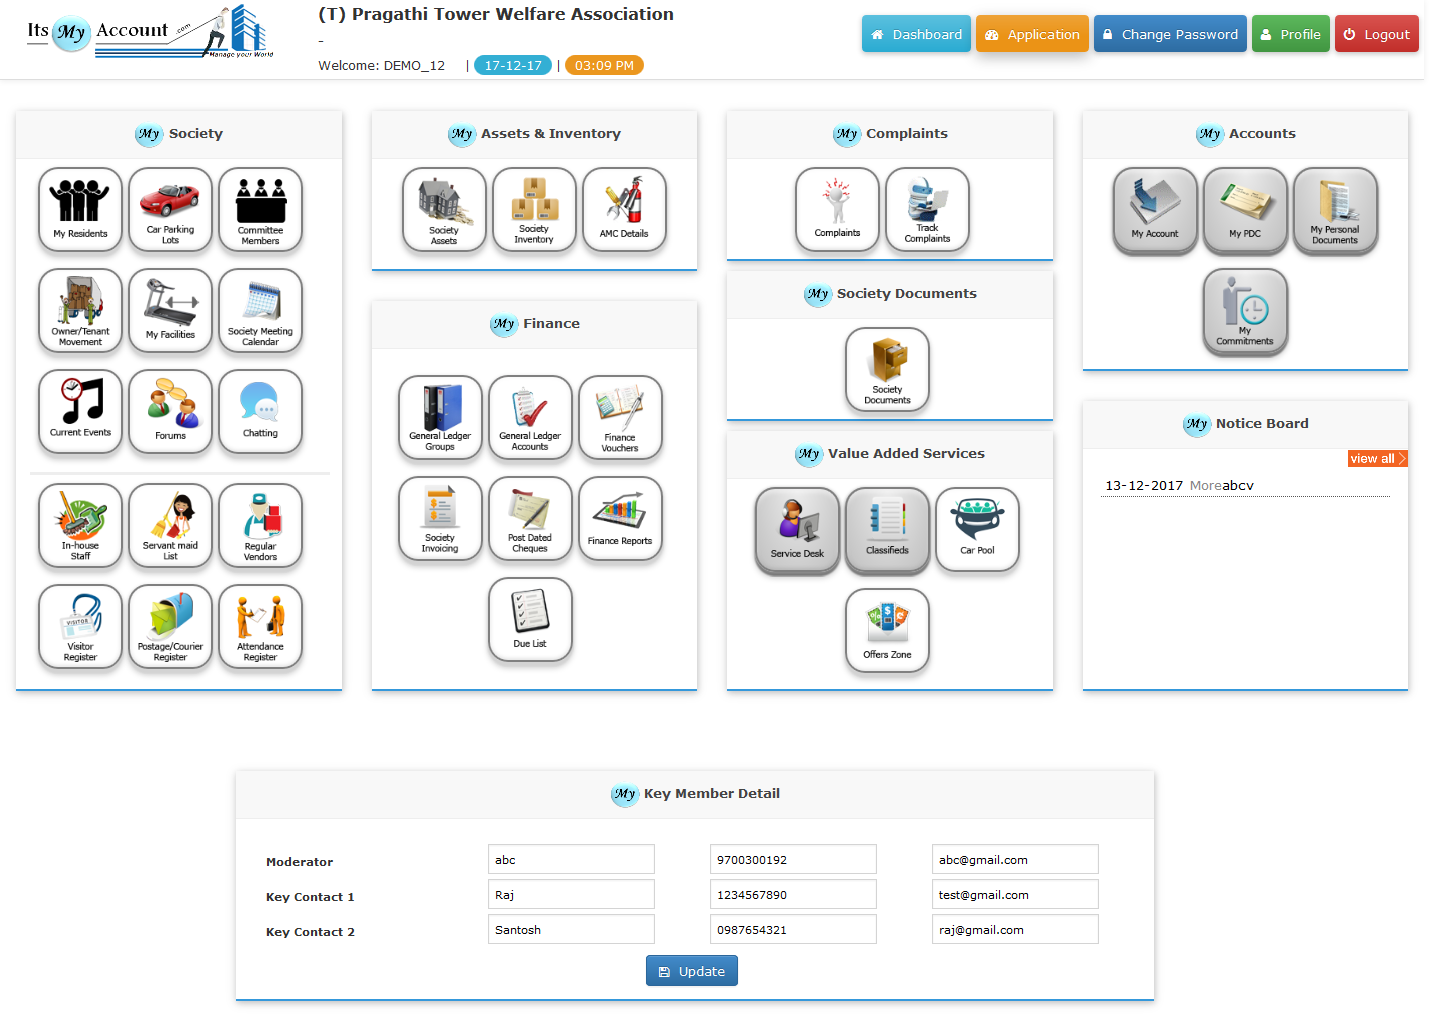 Its My Account .com
Manage your World
(T) Pragathi Tower Welfare Association
-
Welcome: DEMO_12 | 17-12-17 | 03:09 PM
Dashboard
Application
Change Password
Profile
Logout
My Society
My Residents
Car Parking
Lots
Committee
Members
Owner/Tenant
Movement
My Facilities
Society Meeting
Calendar
Current Events
Forums
Chatting
In-house
Staff
Servant maid
List
Regular
Vendors
VISITOR
Visitor
Register
Postage/Courier
Register
Attendance
Register
My Assets & Inventory
Society
Assets
Society
Inventory
AMC Details
My Finance
General Ledger
Groups
General Ledger
Accounts
Finance
Vouchers
Society
Invoicing
Post Dated
Cheques
Finance Reports
Due List
My Complaints
Complaints
Track
Complaints
My Society Documents
Society
Documents
My Value Added Services
Service Desk
Classifieds
Car Pool
Offers Zone
My Accounts
My Account
My PDC
My Personal
Documents
My
Commitments
My Notice Board
view all
13-12-2017 Moreabcv
My Key Member Detail
Moderator abc 9700300192 abc@gmail.com
Key Contact 1 Raj 1234567890 test@gmail.com
Key Contact 2 Santosh 0987654321 raj@gmail.com
Update